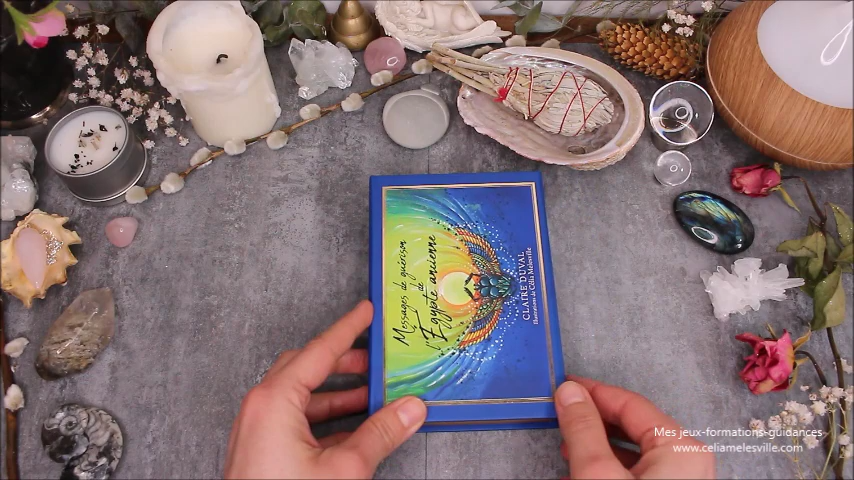 Messages de guérison
de
l'Égypte ancienne
CLAIRE DUVAL
Illustrations de Célia Melesville
Mes jeux-formations-guidances
www.celiamelesville.com